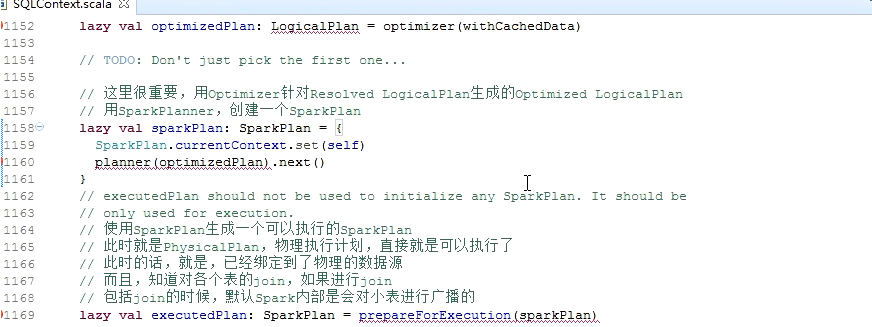 SQLContext.scala
1152 lazy val optimizedPlan: LogicalPlan = optimizer(withCachedData)
1153
1154 // TODO: Don't just pick the first one...
1155
1156 // 这里很重要，用Optimizer针对Resolved LogicalPlan生成的Optimized LogicalPlan
1157 // 用SparkPlanner，创建一个SparkPlan
1158 lazy val sparkPlan: SparkPlan = {
1159 SparkPlan.currentContext.set(self)
1160 planner(optimizedPlan).next()
1161 }
1162 // executedPlan should not be used to initialize any SparkPlan. It should be
1163 // only used for execution.
1164 // 使用SparkPlan生成一个可以执行的SparkPlan
1165 // 此时就是PhysicalPlan，物理执行计划，直接就是可以执行了
1166 // 此时的话，就是，已经绑定到了物理的数据源
1167 // 而且，知道对各个表的join，如果进行join
1168 // 包括join的时候，默认Spark内部是会对小表进行广播的
1169 lazy val executedPlan: SparkPlan = prepareForExecution(sparkPlan)